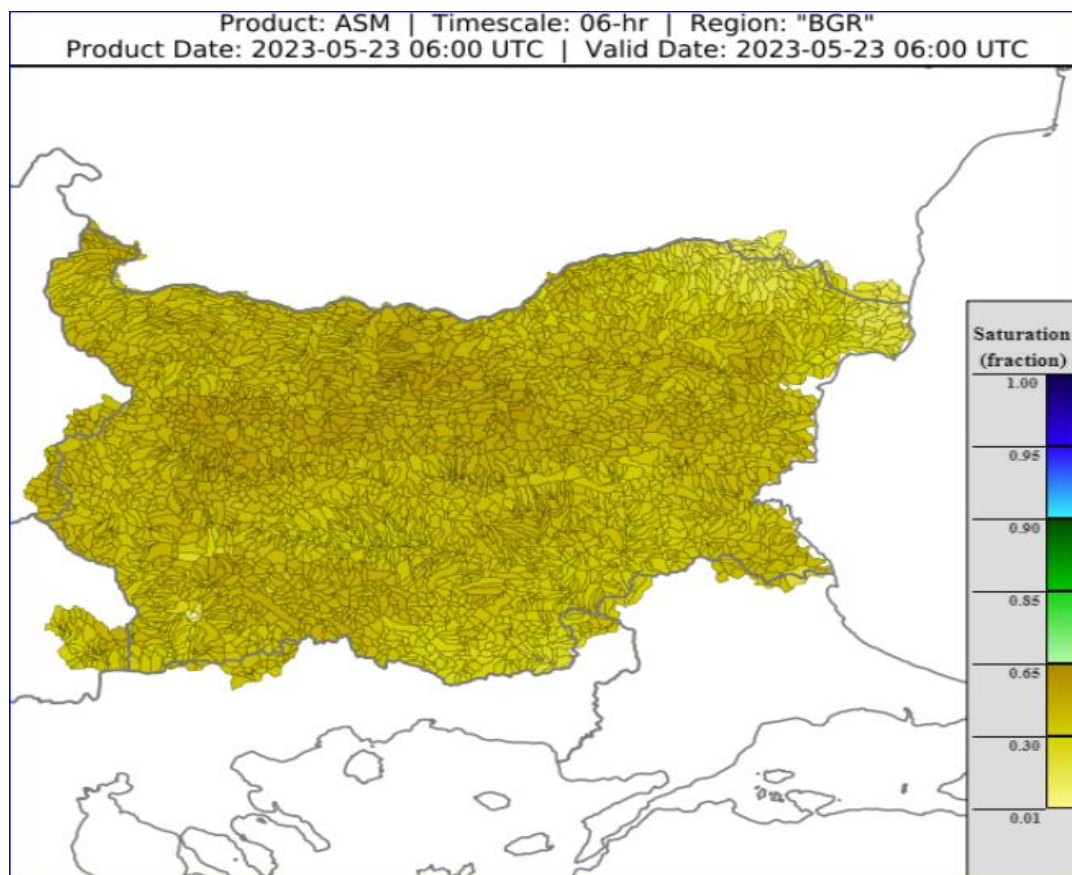 Product: ASM | Timescale: 06-hr | Region: "BGR"
Product Date: 2023-05-23 06:00 UTC | Valid Date: 2023-05-23 06:00 UTC
Saturation
(fraction)
1.00
0.95
0.90
0.85
0.65
0.30
0.01